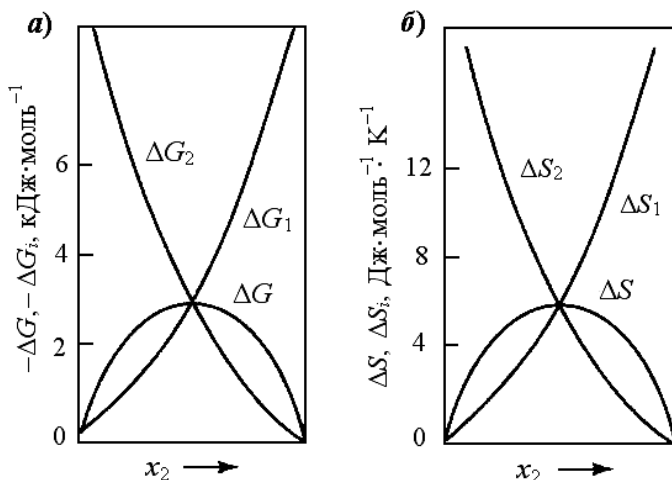 а)
−ΔG, −ΔGᵢ, кДж·моль⁻¹
6
4
2
0
ΔG₂
ΔG₁
ΔG
x₂ →
б)
ΔS, ΔSᵢ, Дж·моль⁻¹·К⁻¹
12
8
4
0
ΔS₂
ΔS₁
ΔS
x₂ →